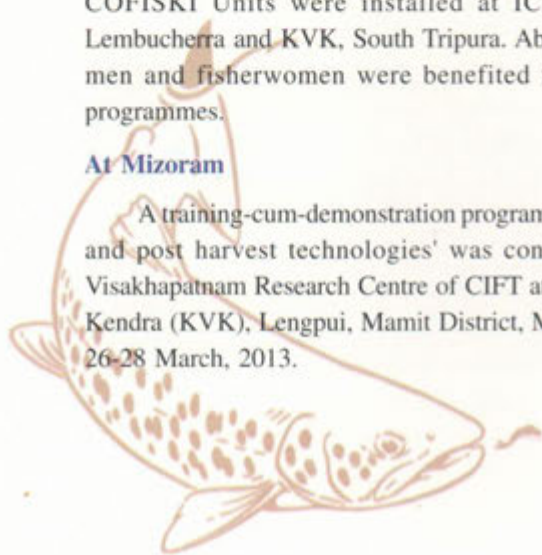 COFISKI Units were installed at IC
Lembucherra and KVK, South Tripura. Ab
men and fisherwomen were benefited
programmes.
At Mizoram
A training-cum-demonstration program
and post harvest technologies' was con
Visakhapatnam Research Centre of CIFT a
Kendra (KVK), Lengpui, Mamit District, M
26-28 March, 2013.